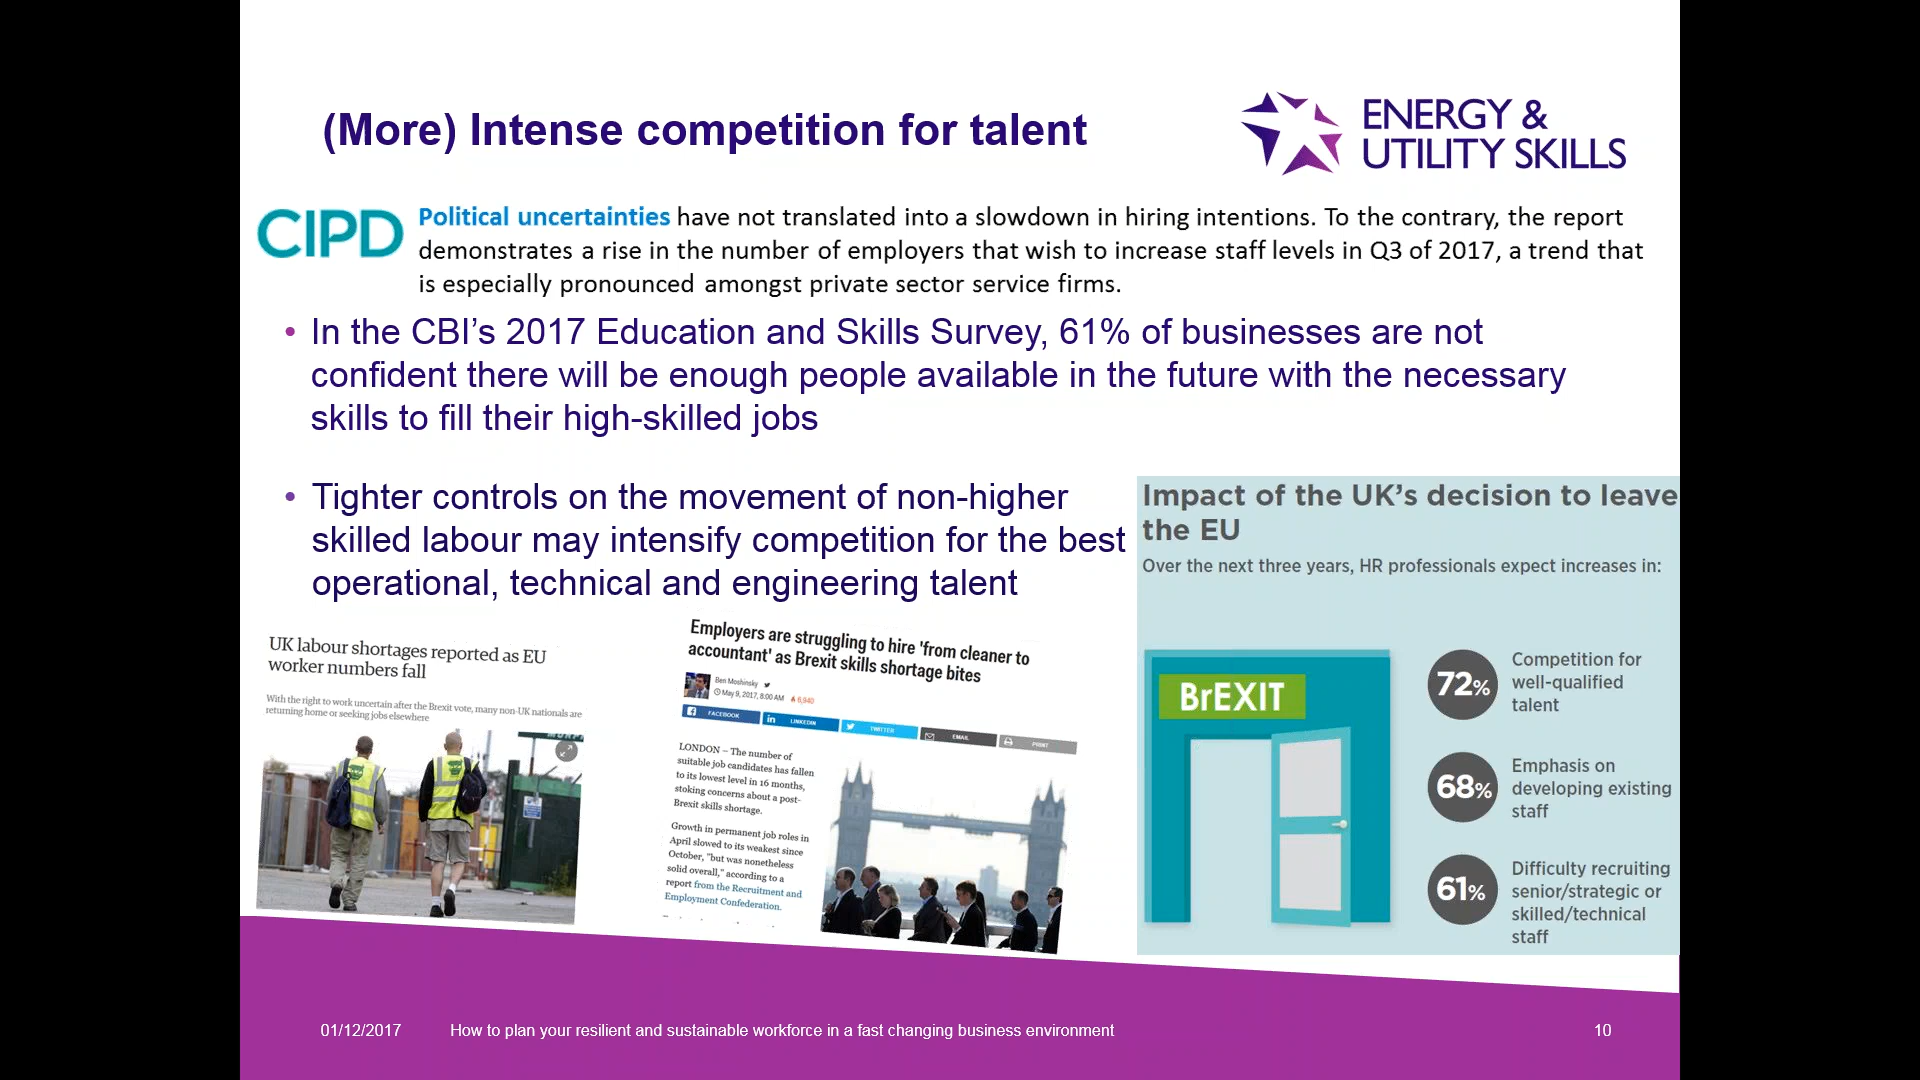 (More) Intense competition for talent
ENERGY &
UTILITY SKILLS
CIPD
Political uncertainties have not translated into a slowdown in hiring intentions. To the contrary, the report
demonstrates a rise in the number of employers that wish to increase staff levels in Q3 of 2017, a trend that
is especially pronounced amongst private sector service firms.
• In the CBI’s 2017 Education and Skills Survey, 61% of businesses are not
confident there will be enough people available in the future with the necessary
skills to fill their high-skilled jobs
• Tighter controls on the movement of non-higher
skilled labour may intensify competition for the best
operational, technical and engineering talent
UK labour shortages reported as EU
worker numbers fall
With the right to work uncertain after the Brexit vote, many non-UK nationals are
returning home or seeking jobs elsewhere
Employers are struggling to hire 'from cleaner to
accountant' as Brexit skills shortage bites
Ben Moshinsky
May 9, 2017, 8:00 AM 6,940
FACEBOOK
LINKEDIN
TWITTER
EMAIL
PRINT
LONDON – The number of
suitable job candidates has fallen
to its lowest level in 16 months,
stoking concerns about a post-
Brexit skills shortage.
Growth in permanent job roles in
April slowed to its weakest since
October, "but was nonetheless
solid overall," according to a
report from the Recruitment and
Employment Confederation.
Impact of the UK’s decision to leave
the EU
Over the next three years, HR professionals expect increases in:
BrEXIT
72%
Competition for
well-qualified
talent
68%
Emphasis on
developing existing
staff
61%
Difficulty recruiting
senior/strategic or
skilled/technical
staff
01/12/2017
How to plan your resilient and sustainable workforce in a fast changing business environment
10